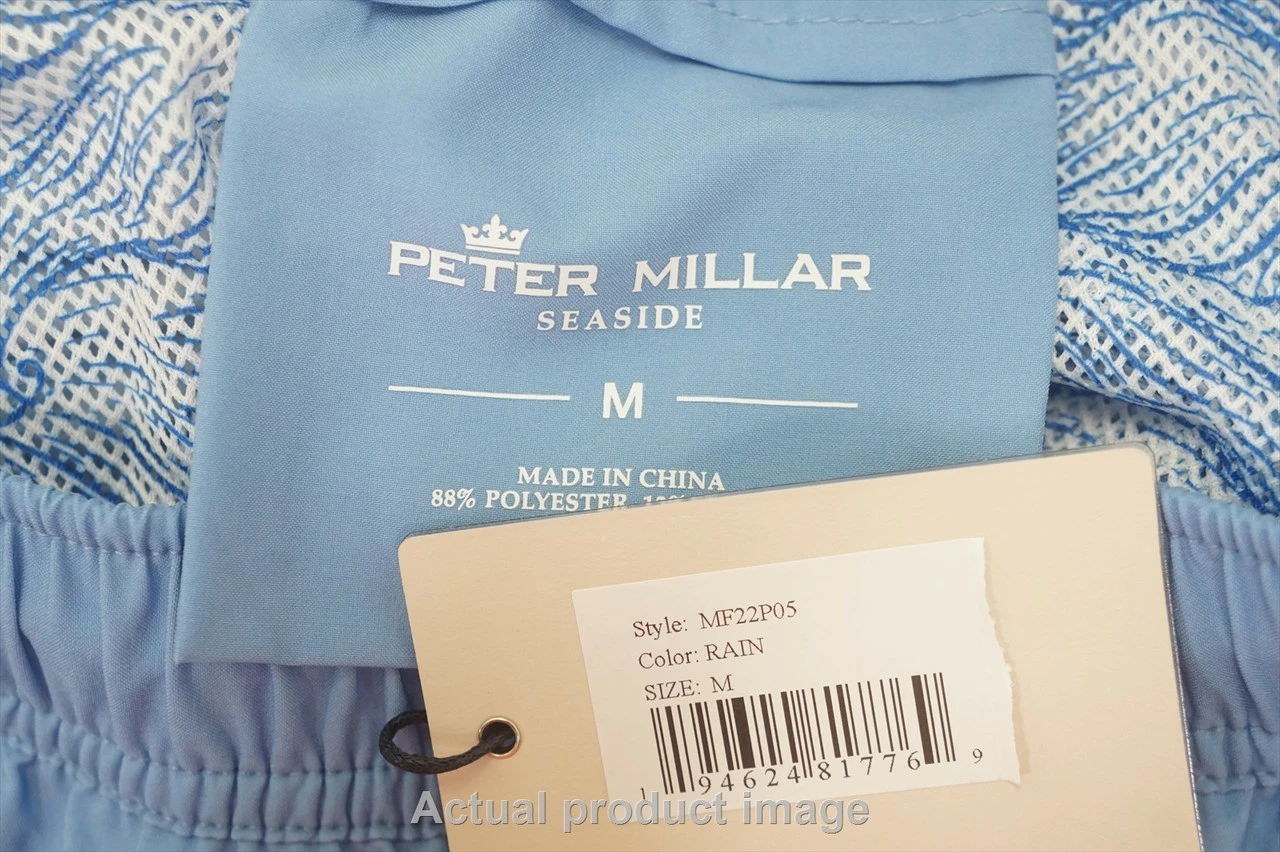 PETER MILLAR
SEASIDE
M
MADE IN CHINA
88% POLYESTER
Style: MF22P05
Color: RAIN
SIZE: M
1 94624 81776 9
Actual product image